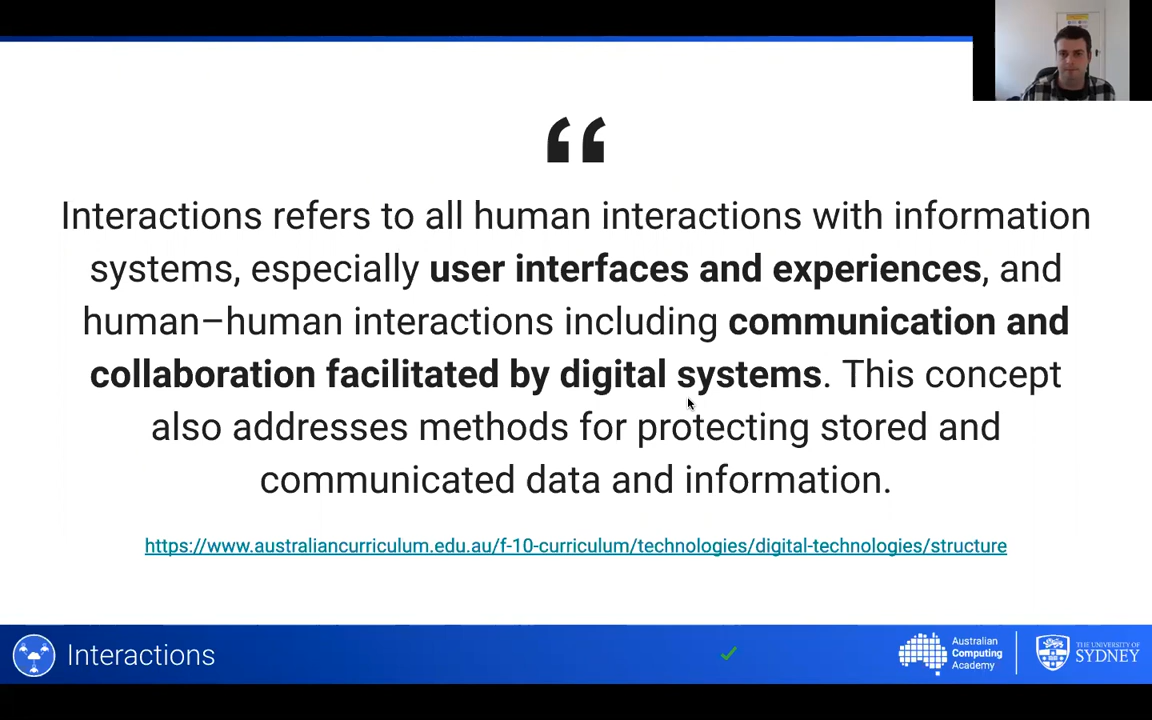 “
Interactions refers to all human interactions with information
systems, especially user interfaces and experiences, and
human–human interactions including communication and
collaboration facilitated by digital systems. This concept
also addresses methods for protecting stored and
communicated data and information.
https://www.australiancurriculum.edu.au/f-10-curriculum/technologies/digital-technologies/structure
Interactions
Australian
Computing
Academy
THE UNIVERSITY OF
SYDNEY